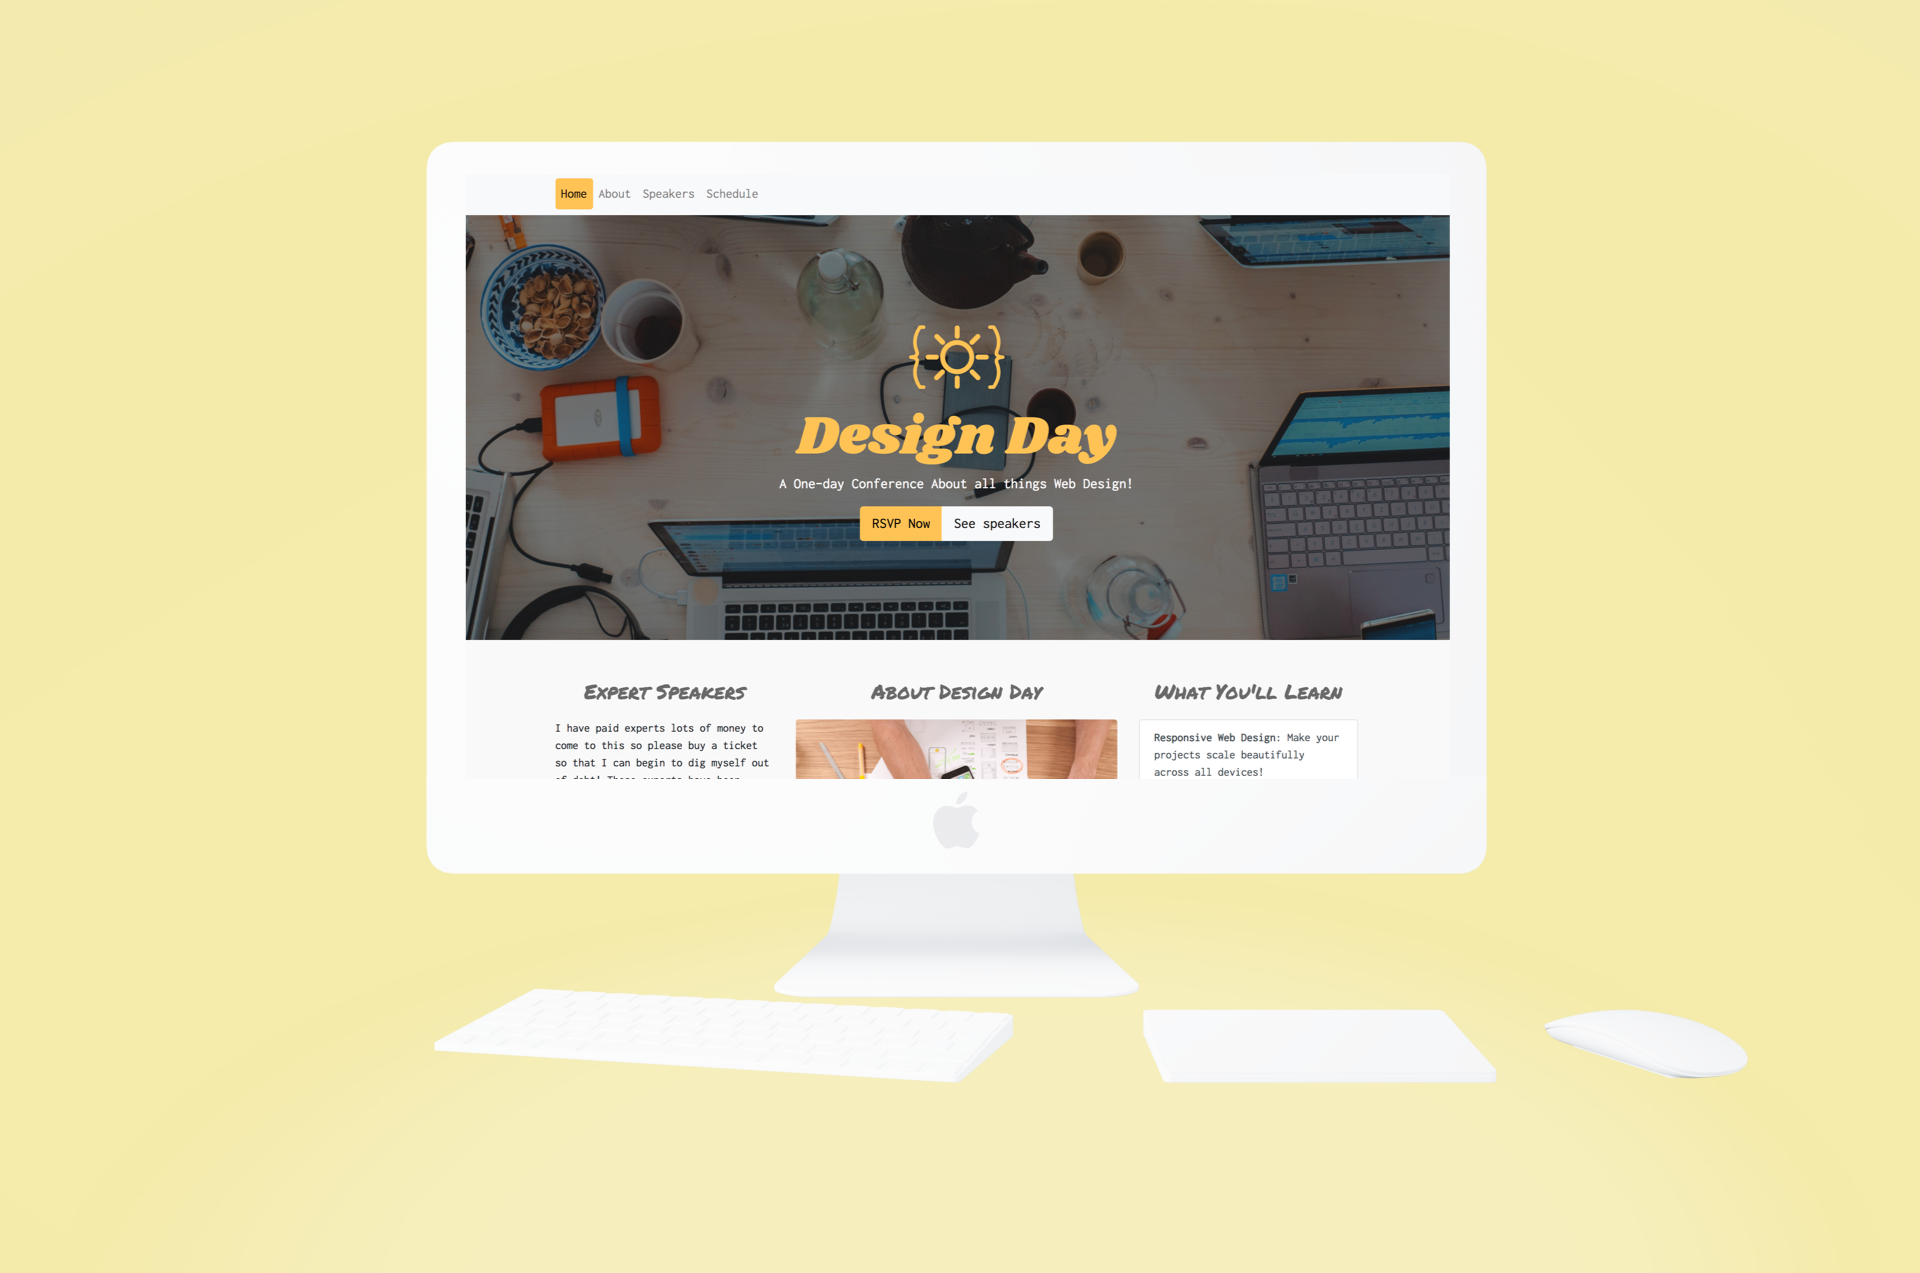 Home About Speakers Schedule
Design Day
A One-day Conference About all things Web Design!
RSVP Now See speakers
Expert Speakers
I have paid experts lots of money to
come to this so please buy a ticket
so that I can begin to dig myself out
About Design Day
What You'll Learn
Responsive Web Design: Make your
projects scale beautifully
across all devices!